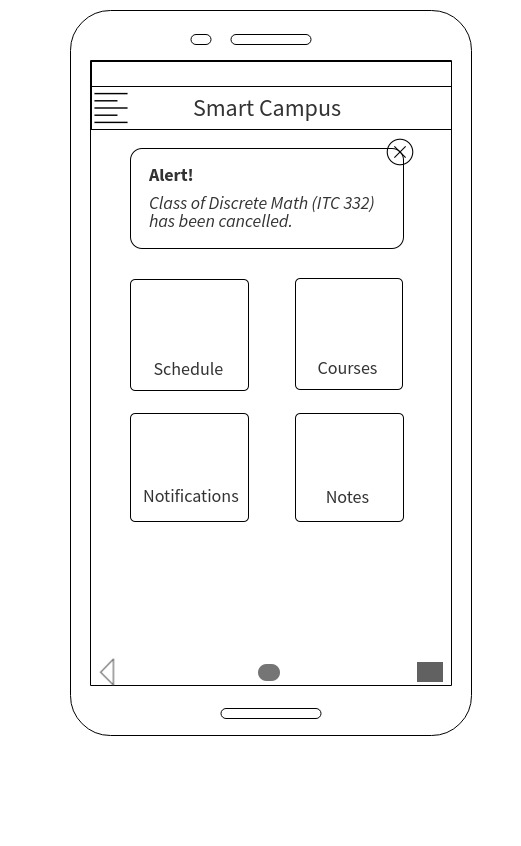 Smart Campus
Alert!
Class of Discrete Math (ITC 332)
has been cancelled.
Schedule
Courses
Notifications
Notes